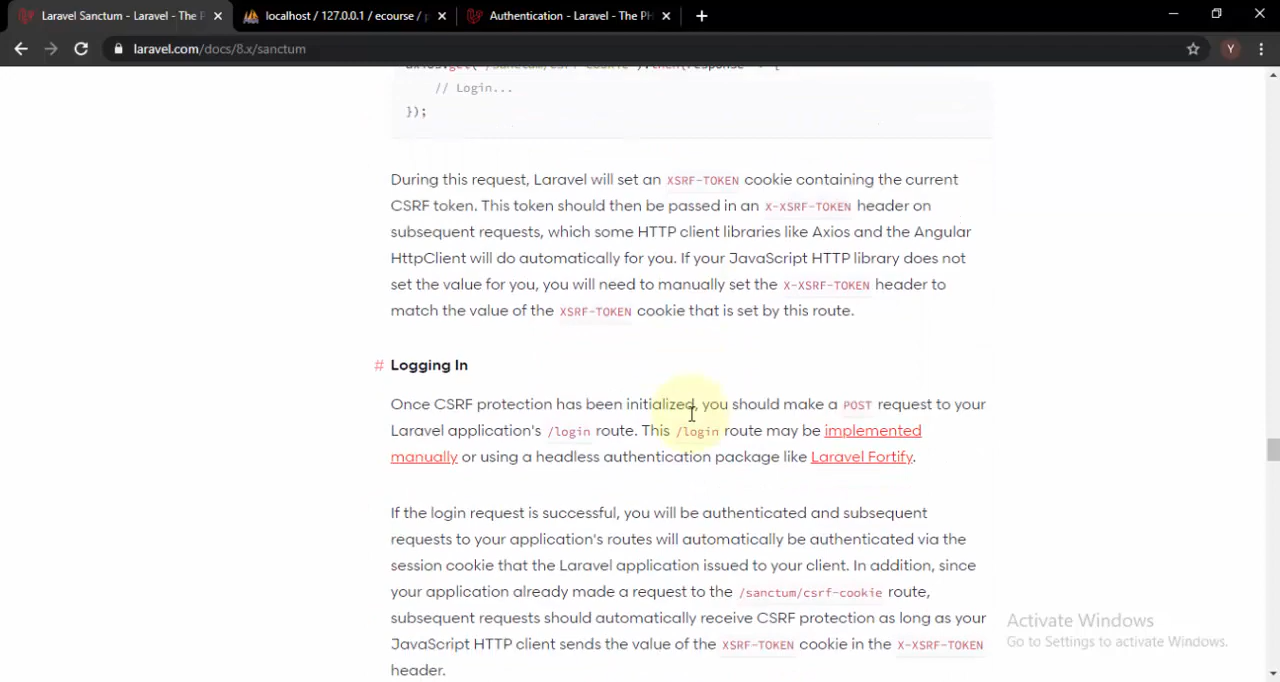 Laravel Sanctum - Laravel - The P
localhost / 127.0.0.1 / ecourse / p
Authentication - Laravel - The PH
laravel.com/docs/8.x/sanctum
Y
// Login...
});
During this request, Laravel will set an XSRF-TOKEN cookie containing the current
CSRF token. This token should then be passed in an X-XSRF-TOKEN header on
subsequent requests, which some HTTP client libraries like Axios and the Angular
HttpClient will do automatically for you. If your JavaScript HTTP library does not
set the value for you, you will need to manually set the X-XSRF-TOKEN header to
match the value of the XSRF-TOKEN cookie that is set by this route.
# Logging In
Once CSRF protection has been initialized, you should make a POST request to your
Laravel application's /login route. This /login route may be implemented
manually or using a headless authentication package like Laravel Fortify.
If the login request is successful, you will be authenticated and subsequent
requests to your application's routes will automatically be authenticated via the
session cookie that the Laravel application issued to your client. In addition, since
your application already made a request to the /sanctum/csrf-cookie route,
subsequent requests should automatically receive CSRF protection as long as your
JavaScript HTTP client sends the value of the XSRF-TOKEN cookie in the X-XSRF-TOKEN
header.
Activate Windows
Go to Settings to activate Windows.